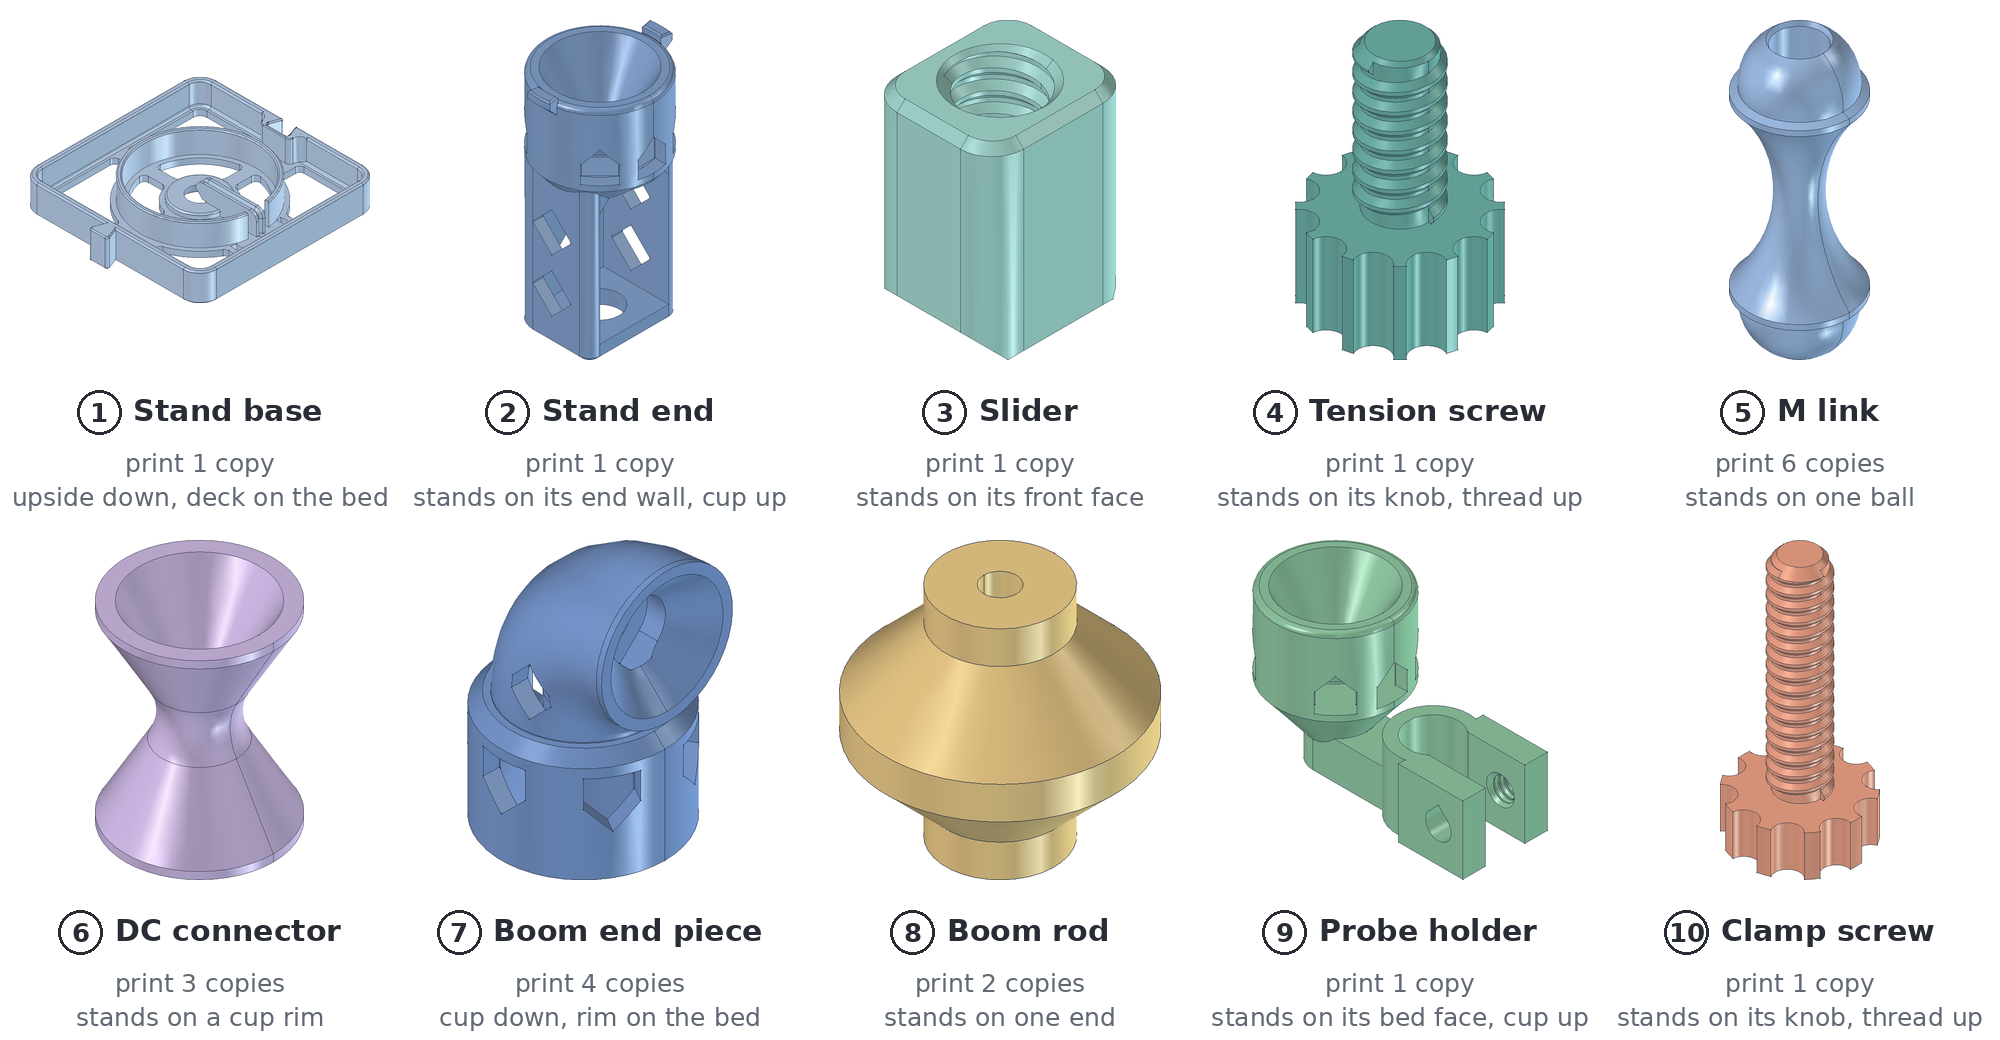 1 Stand base
print 1 copy
upside down, deck on the bed
2 Stand end
print 1 copy
stands on its end wall, cup up
3 Slider
print 1 copy
stands on its front face
4 Tension screw
print 1 copy
stands on its knob, thread up
5 M link
print 6 copies
stands on one ball
6 DC connector
print 3 copies
stands on a cup rim
7 Boom end piece
print 4 copies
cup down, rim on the bed
8 Boom rod
print 2 copies
stands on one end
9 Probe holder
print 1 copy
stands on its bed face, cup up
10 Clamp screw
print 1 copy
stands on its knob, thread up